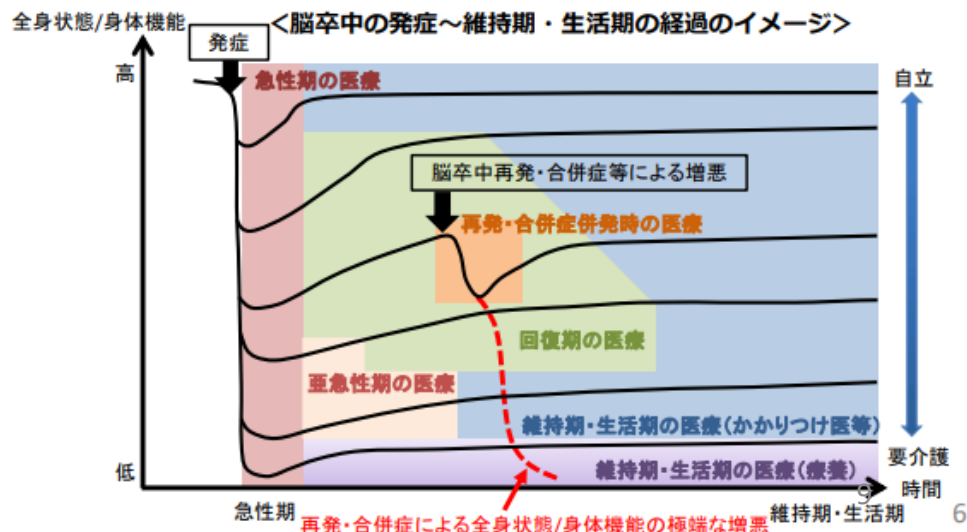 全身状態/身体機能
<脳卒中の発症～維持期・生活期の経過のイメージ>
発症
高
急性期の医療
自立
脳卒中再発・合併症等による増悪
再発・合併症併発時の医療
回復期の医療
亜急性期の医療
維持期・生活期の医療(かかりつけ医等)
要介護
維持期・生活期の医療(療養)
低
9
時間
急性期
再発・合併症による全身状態/身体機能の極端な増悪
維持期・生活期
6